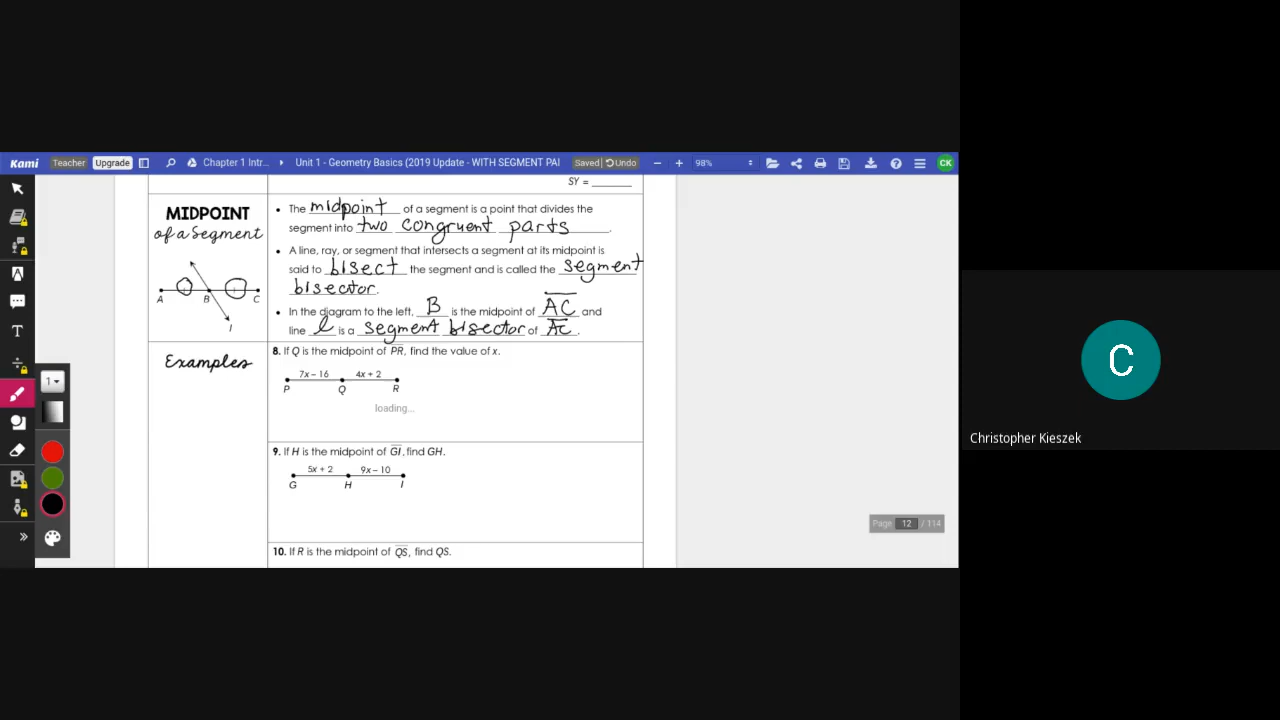 Kami Teacher Upgrade Chapter 1 Intr... Unit 1 - Geometry Basics (2019 Update - WITH SEGMENT PAI Saved Undo 98% CK
SY = ______
MIDPOINT
of a Segment
A B C
l
• The midpoint of a segment is a point that divides the
segment into two congruent parts.
• A line, ray, or segment that intersects a segment at its midpoint is
said to bisect the segment and is called the segment
bisector.
• In the diagram to the left, B is the midpoint of AC and
line l is a segment bisector of AC.
Examples
8. If Q is the midpoint of PR, find the value of x.
7x – 16 4x + 2
P Q R
loading...
9. If H is the midpoint of GI, find GH.
5x + 2 9x – 10
G H I
10. If R is the midpoint of QS, find QS.
1
T
Page 12 / 114
C
Christopher Kieszek